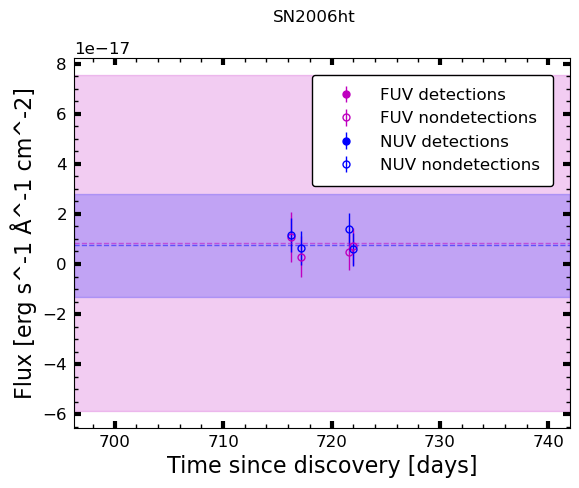 SN2006ht
1e−17
FUV detections
FUV nondetections
NUV detections
NUV nondetections
8
6
4
2
0
−2
−4
−6
Flux [erg s^-1 Å^-1 cm^-2]
700 710 720 730 740
Time since discovery [days]